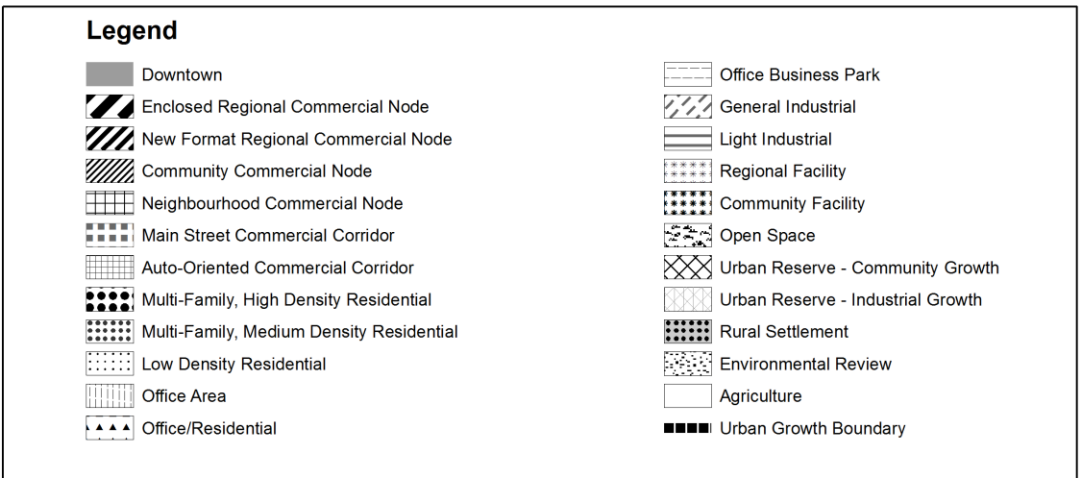 Legend
Downtown
Enclosed Regional Commercial Node
New Format Regional Commercial Node
Community Commercial Node
Neighbourhood Commercial Node
Main Street Commercial Corridor
Auto-Oriented Commercial Corridor
Multi-Family, High Density Residential
Multi-Family, Medium Density Residential
Low Density Residential
Office Area
Office/Residential
Office Business Park
General Industrial
Light Industrial
Regional Facility
Community Facility
Open Space
Urban Reserve - Community Growth
Urban Reserve - Industrial Growth
Rural Settlement
Environmental Review
Agriculture
Urban Growth Boundary